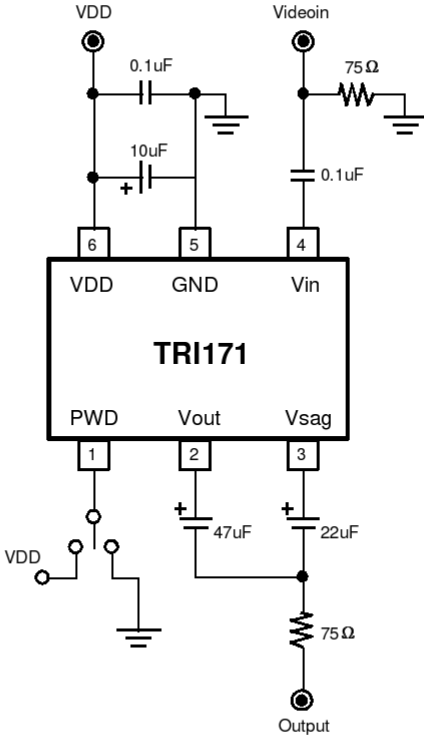 VDD
Videoin
0.1uF
75Ω
10uF
+
0.1uF
6
5
4
VDD
GND
Vin
TRI171
PWD
Vout
Vsag
1
2
3
+
+
47uF
22uF
VDD
75Ω
Output